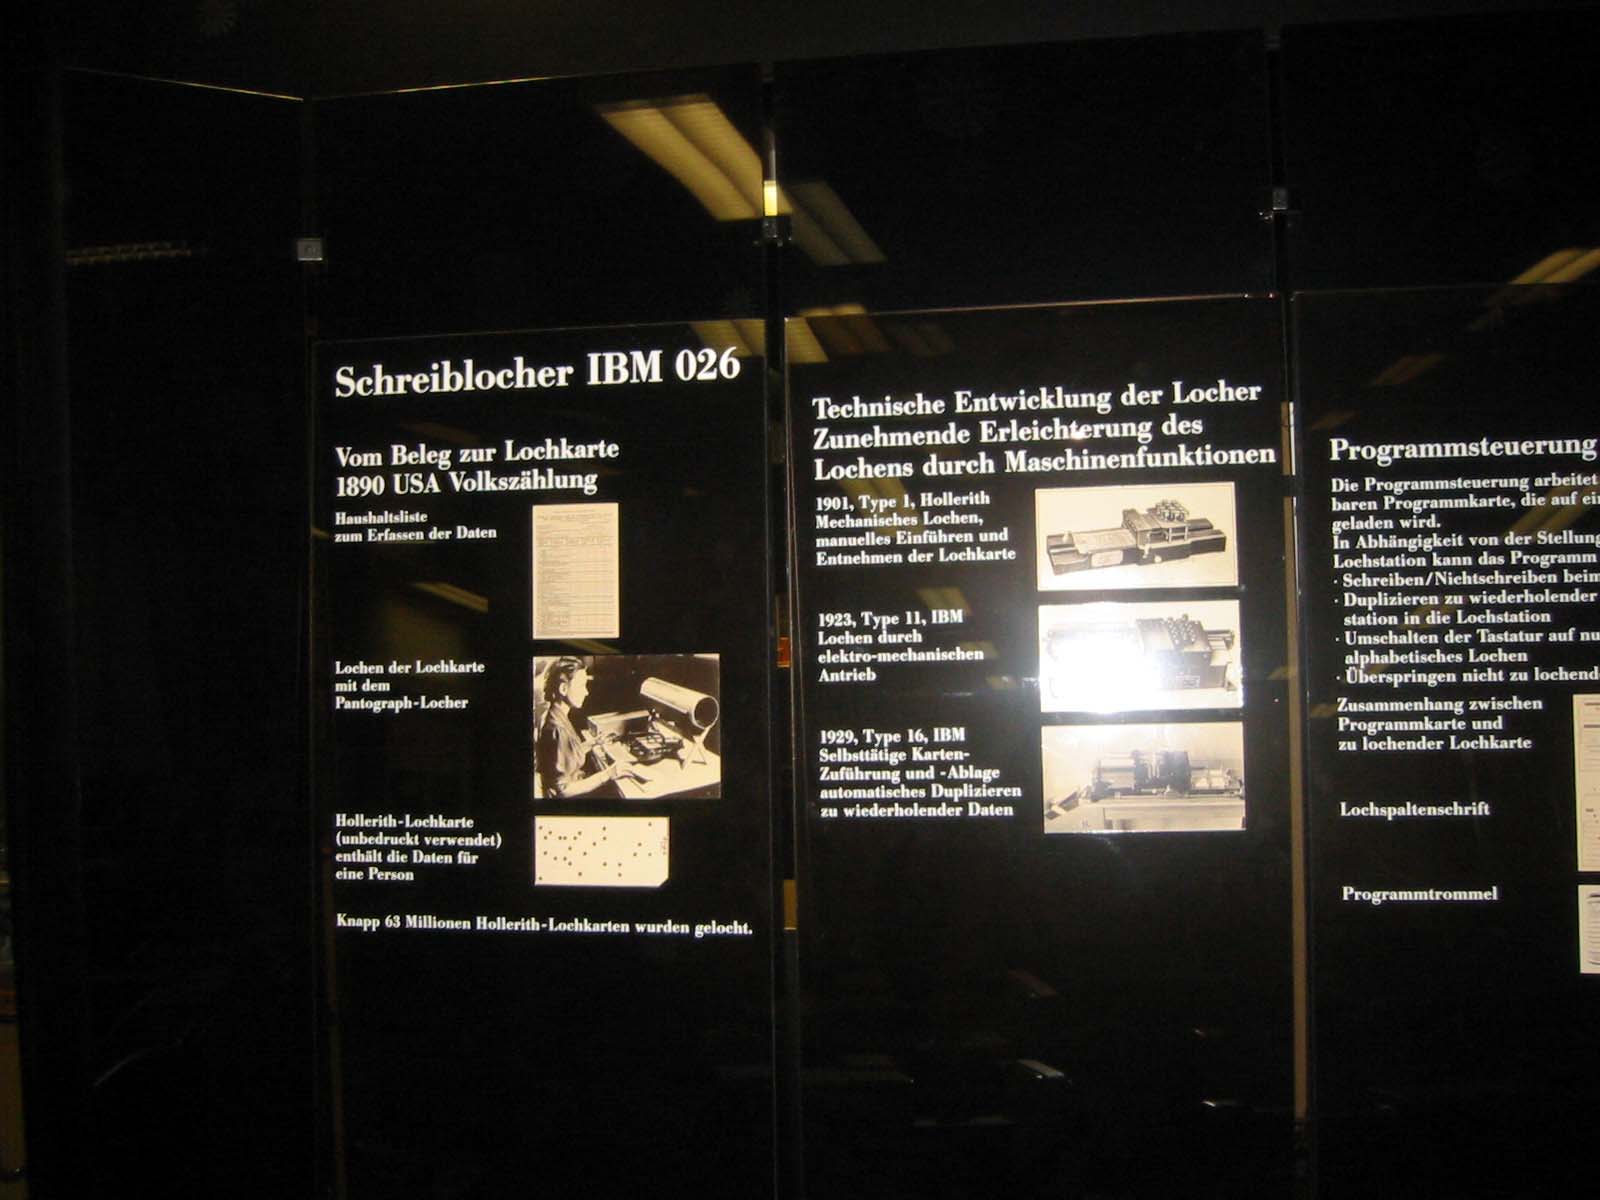 Schreiblocher IBM 026
Vom Beleg zur Lochkarte
1890 USA Volkszählung
Haushaltsliste
zum Erfassen der Daten
Lochen der Lochkarte
mit dem
Pantograph-Locher
Hollerith-Lochkarte
(unbedruckt verwendet)
enthält die Daten für
eine Person
Knapp 63 Millionen Hollerith-Lochkarten wurden gelocht.
Technische Entwicklung der Locher
Zunehmende Erleichterung des
Lochens durch Maschinenfunktionen
1901, Type 1, Hollerith
Mechanisches Lochen,
manuelles Einführen und
Entnehmen der Lochkarte
1923, Type 11, IBM
Lochen durch
elektro-mechanischen
Antrieb
1929, Type 16, IBM
Selbsttätige Karten-
Zuführung und -Ablage
automatisches Duplizieren
zu wiederholender Daten
Programmsteuerung
Die Programmsteuerung arbeitet
baren Programmkarte, die auf ei
geladen wird.
In Abhängigkeit von der Stellung
Lochstation kann das Programm
· Schreiben/Nichtschreiben beim
· Duplizieren zu wiederholender
station in die Lochstation
· Umschalten der Tastatur auf nu
alphabetisches Lochen
· Überspringen nicht zu lochend
Zusammenhang zwischen
Programmkarte und
zu lochender Lochkarte
Lochspaltenschrift
Programmtrommel